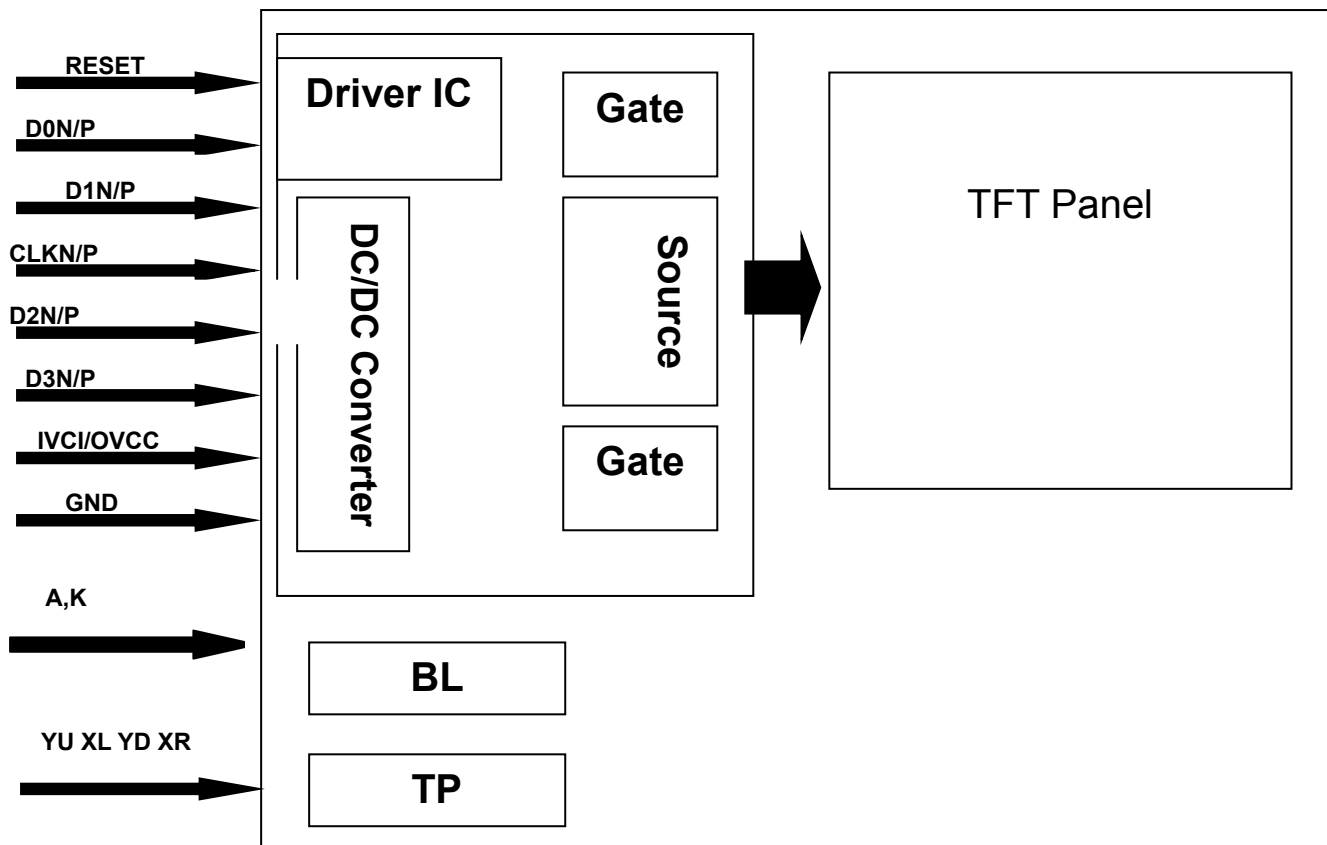 RESET
D0N/P
D1N/P
CLKN/P
D2N/P
D3N/P
IVCI/OVCC
GND
A,K
YU XL YD XR
Driver IC
DC/DC Converter
Gate
Source
Gate
TFT Panel
BL
TP